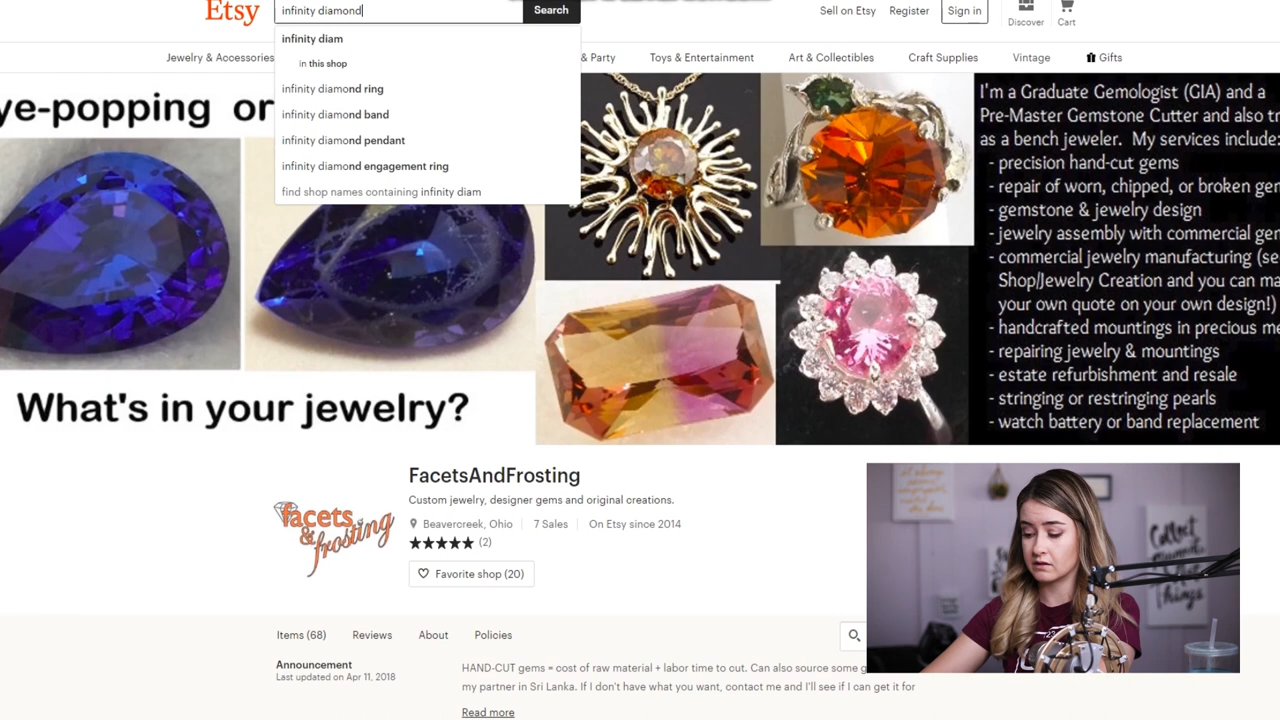 Etsy
infinity diamond
Search
Sell on Etsy
Register
Sign in
Discover
Cart
infinity diam
in this shop
infinity diamond ring
infinity diamond band
infinity diamond pendant
infinity diamond engagement ring
find shop names containing infinity diam
Jewelry & Accessories
& Party
Toys & Entertainment
Art & Collectibles
Craft Supplies
Vintage
Gifts
ye-popping or
What's in your jewelry?
I'm a Graduate Gemologist (GIA) and a
Pre-Master Gemstone Cutter and also tr
as a bench jeweler. My services include:
- precision hand-cut gems
- repair of worn, chipped, or broken ge
- gemstone & jewelry design
- jewelry assembly with commercial ge
- commercial jewelry manufacturing (se
Shop/Jewelry Creation and you can ma
your own quote on your own design!)
- handcrafted mountings in precious me
- repairing jewelry & mountings
- estate refurbishment and resale
- stringing or restringing pearls
- watch battery or band replacement
facets
& frosting
FacetsAndFrosting
Custom jewelry, designer gems and original creations.
Beavercreek, Ohio
7 Sales
On Etsy since 2014
(2)
Favorite shop (20)
Items (68)
Reviews
About
Policies
Announcement
Last updated on Apr 11, 2018
HAND-CUT gems = cost of raw material + labor time to cut. Can also source some g
my partner in Sri Lanka. If I don't have what you want, contact me and I'll see if I can get it for
Read more
Collect
things